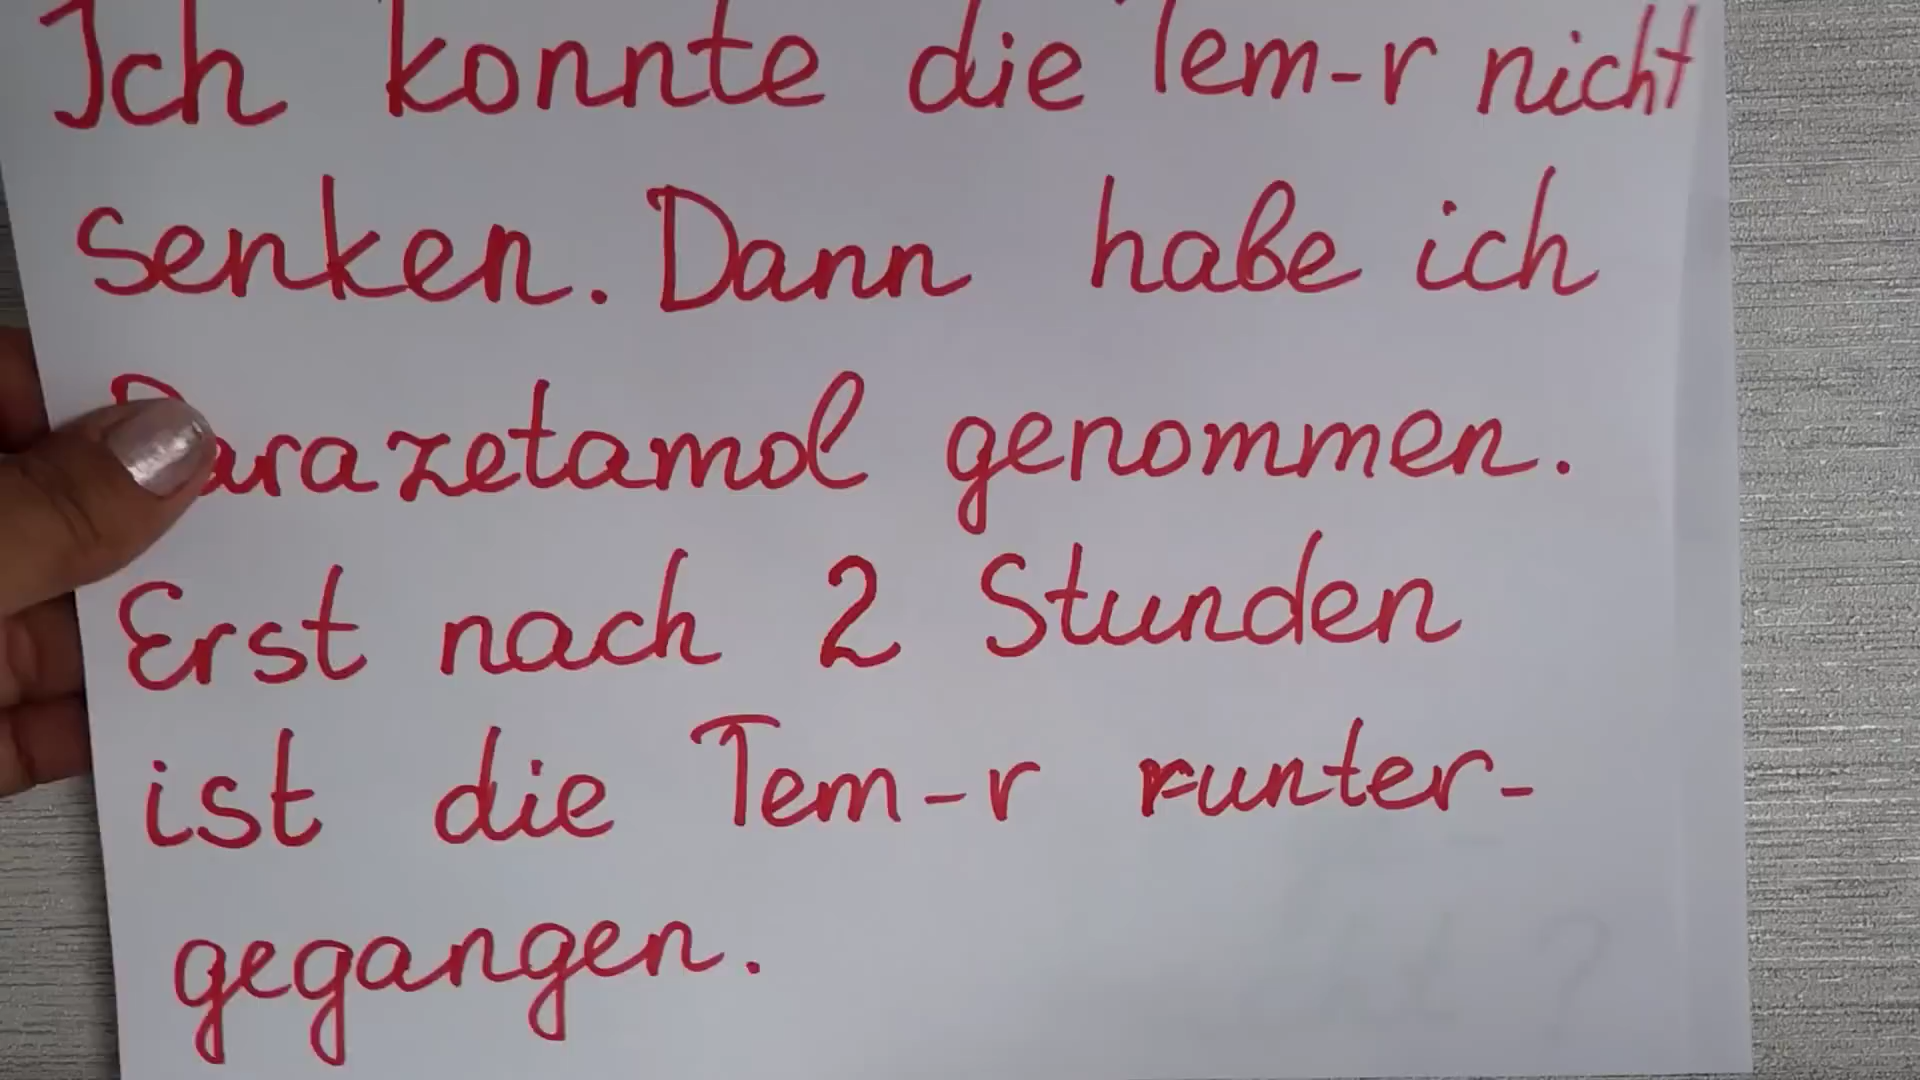 Ich konnte die Tem-r nicht
senken. Dann habe ich
Parazetamol genommen.
Erst nach 2 Stunden
ist die Tem-r runter-
gegangen.